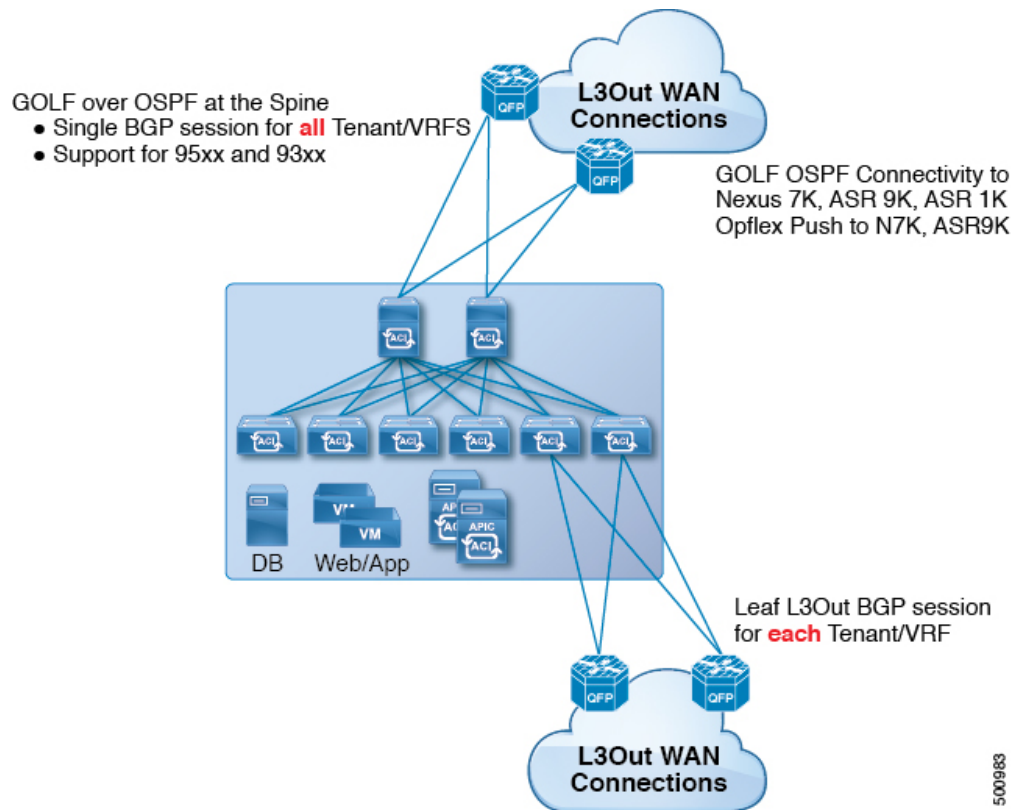 L3Out WAN
Connections
QFP
QFP
GOLF over OSPF at the Spine
● Single BGP session for all Tenant/VRFS
● Support for 95xx and 93xx
GOLF OSPF Connectivity to
Nexus 7K, ASR 9K, ASR 1K
Opflex Push to N7K, ASR9K
ACI
ACI
ACI
ACI
ACI
ACI
ACI
ACI
DB
VM
VM
Web/App
AP
AC
APIC
ACI
Leaf L3Out BGP session
for each Tenant/VRF
QFP
QFP
L3Out WAN
Connections
500983